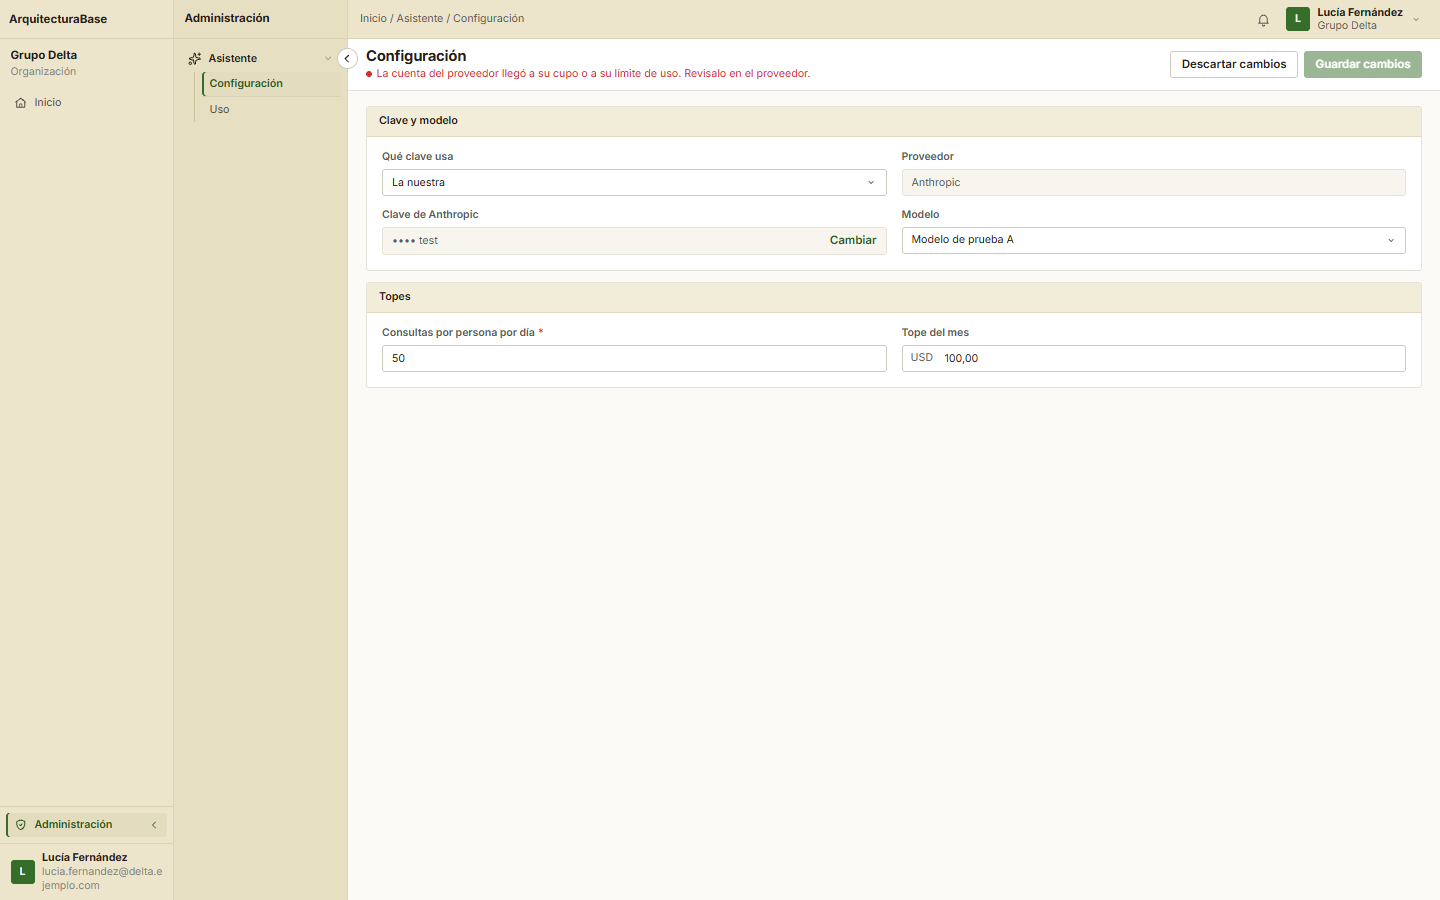 ArquitecturaBase
Grupo Delta
Organización
Inicio
Administración
Lucía Fernández
lucia.fernandez@delta.e
jemplo.com
L
Administración
Asistente
Configuración
Uso
Inicio / Asistente / Configuración
L
Lucía Fernández
Grupo Delta
Configuración
La cuenta del proveedor llegó a su cupo o a su límite de uso. Revisalo en el proveedor.
Descartar cambios
Guardar cambios
Clave y modelo
Qué clave usa
La nuestra
Proveedor
Anthropic
Clave de Anthropic
•••• test
Cambiar
Modelo
Modelo de prueba A
Topes
Consultas por persona por día *
50
Tope del mes
USD 100,00